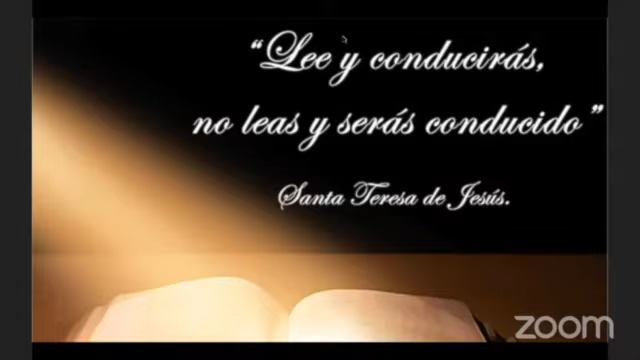 “Lee y conducirás,
no leas y serás conducido”
Santa Teresa de Jesús.
zoom